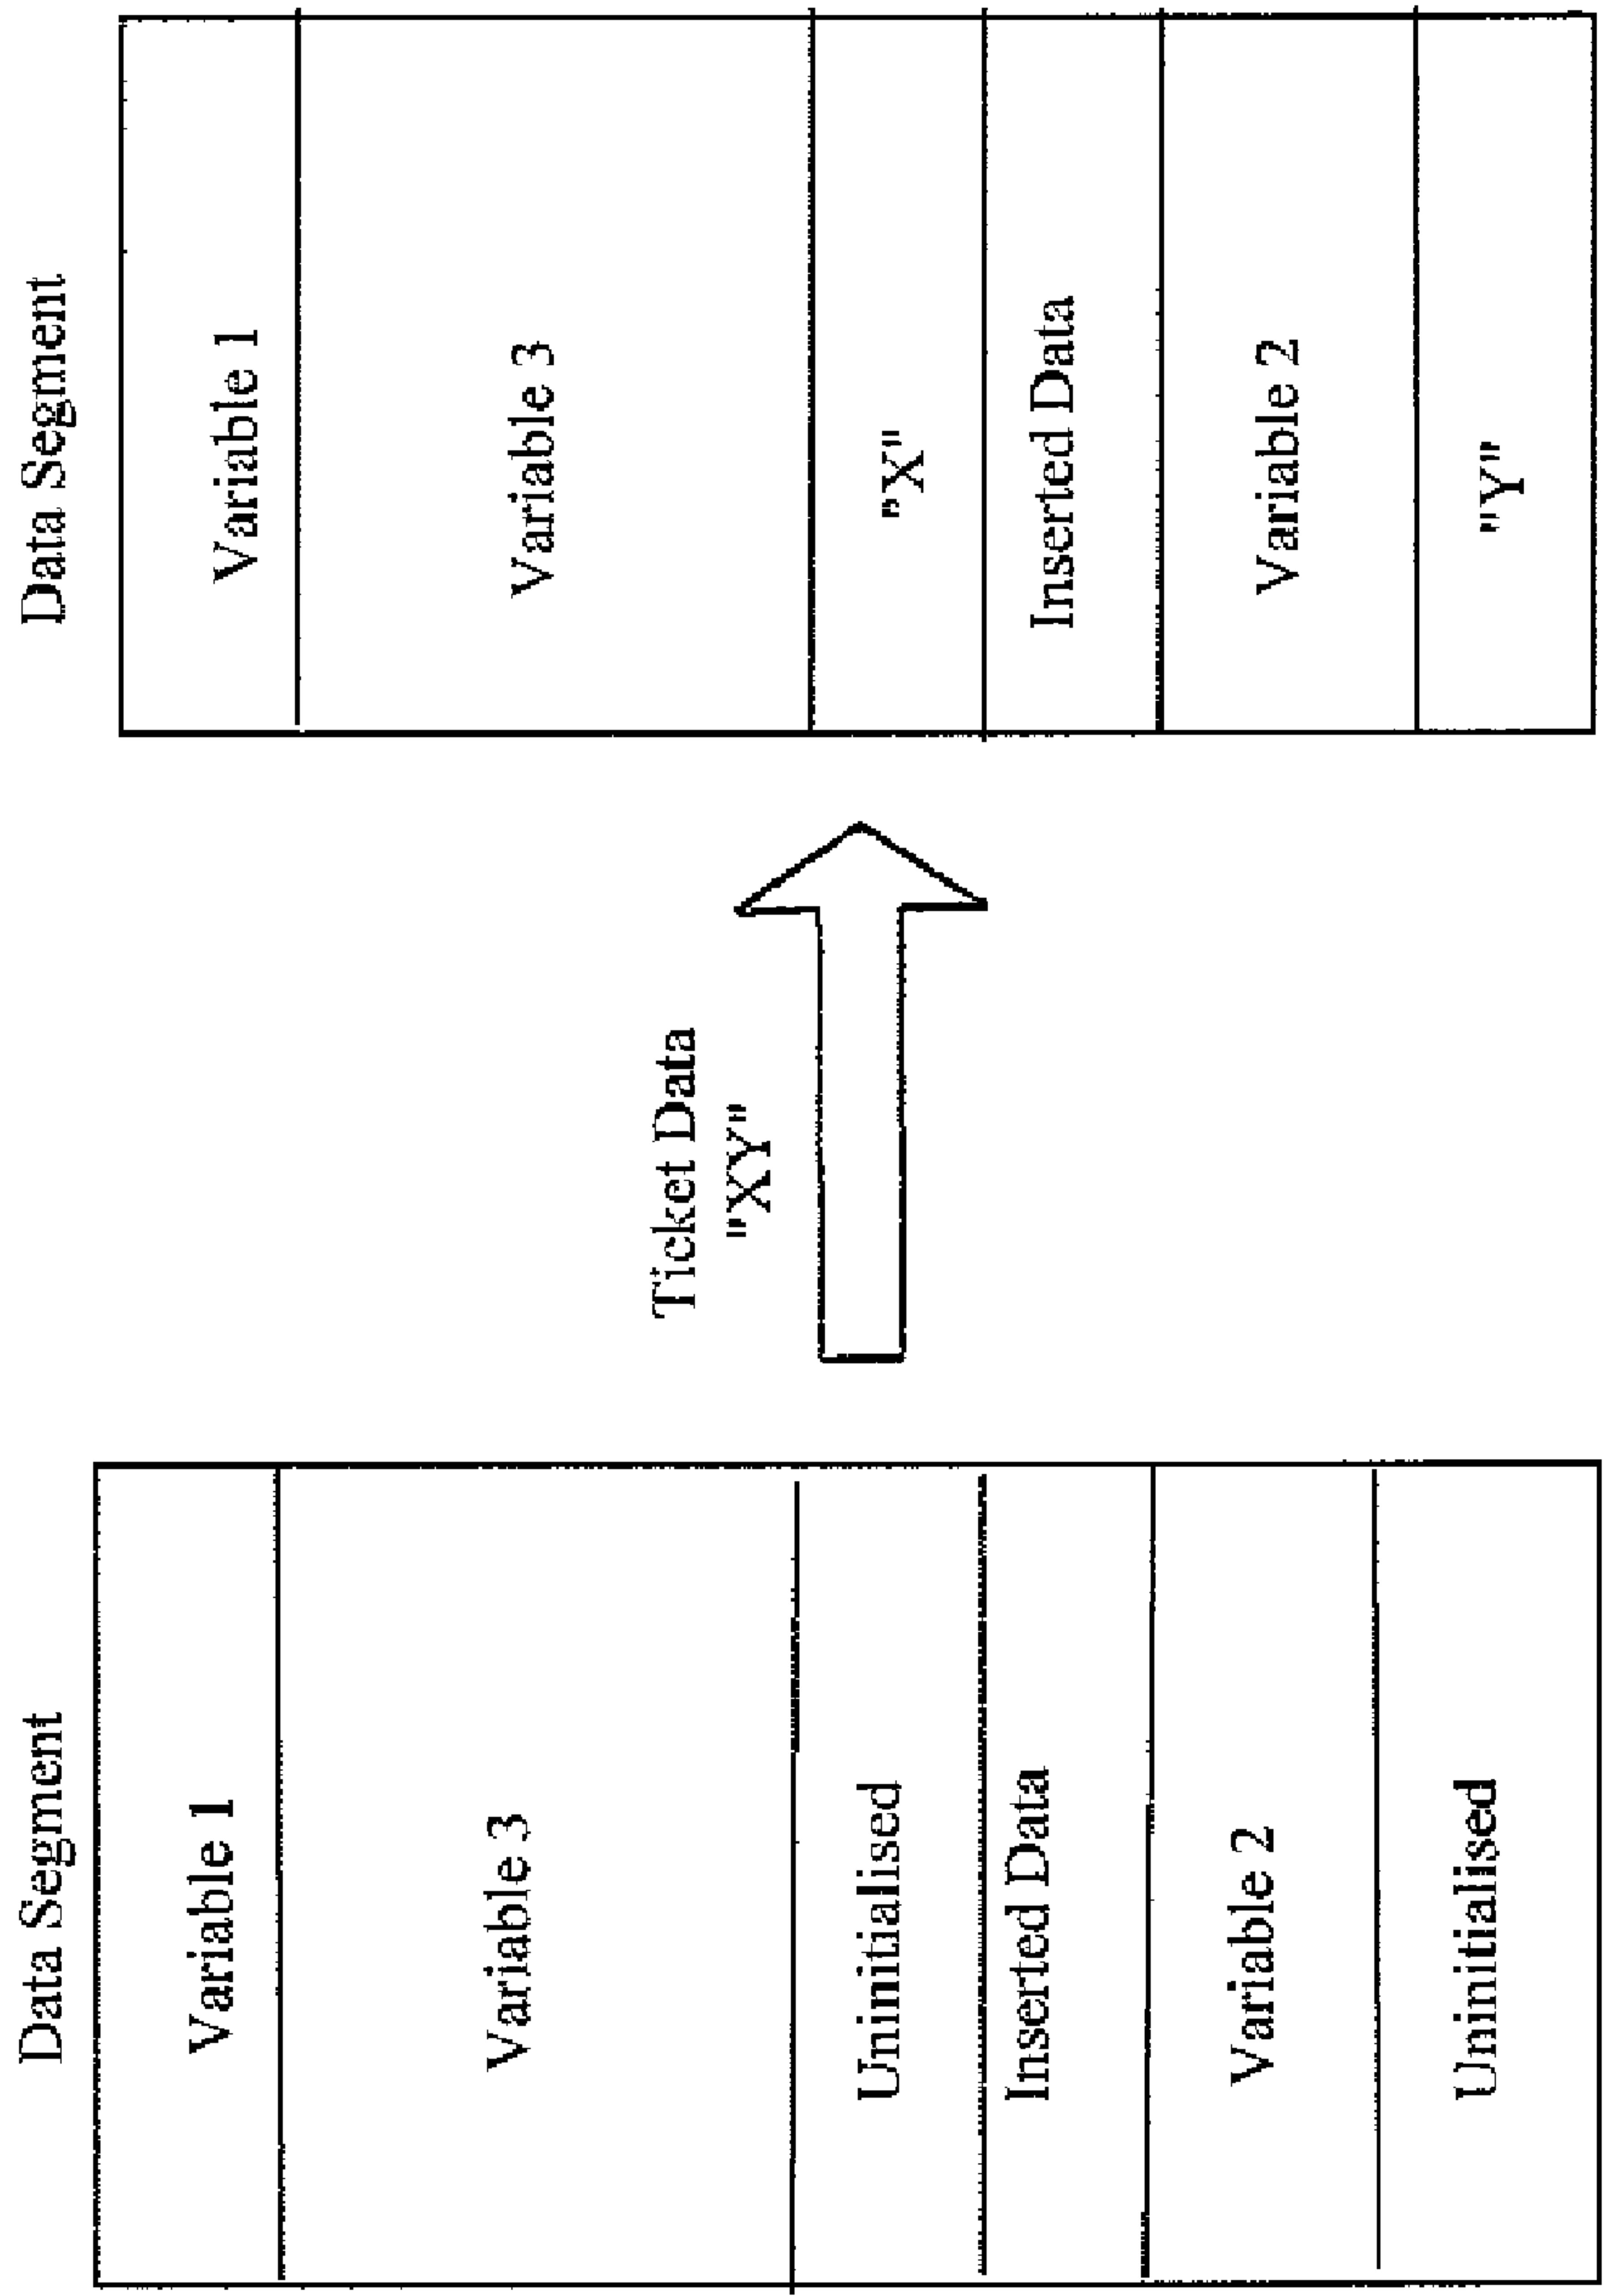 Data Segment
Variable 1
Variable 3
Uninitialised
Inserted Data
Variable 2
Uninitialised
Ticket Data
"XY"
Data Segment
Variable 1
Variable 3
"X"
Inserted Data
Variable 2
"Y"